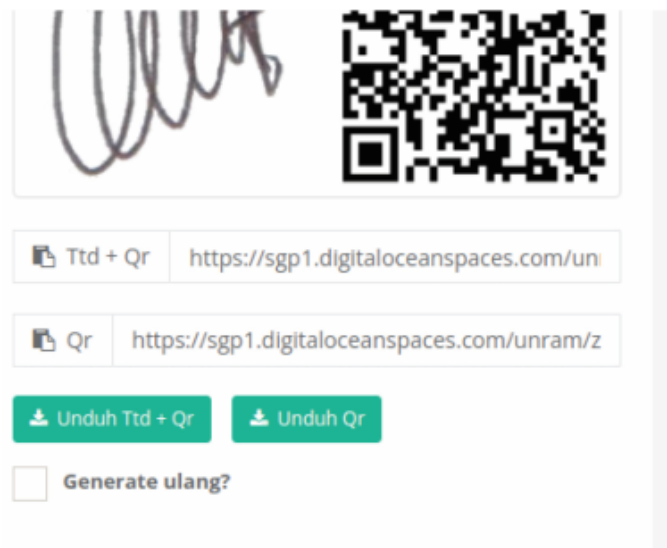 Ttd + Qr https://sgp1.digitaloceanspaces.com/un
Qr https://sgp1.digitaloceanspaces.com/unram/z
Unduh Ttd + Qr Unduh Qr
Generate ulang?